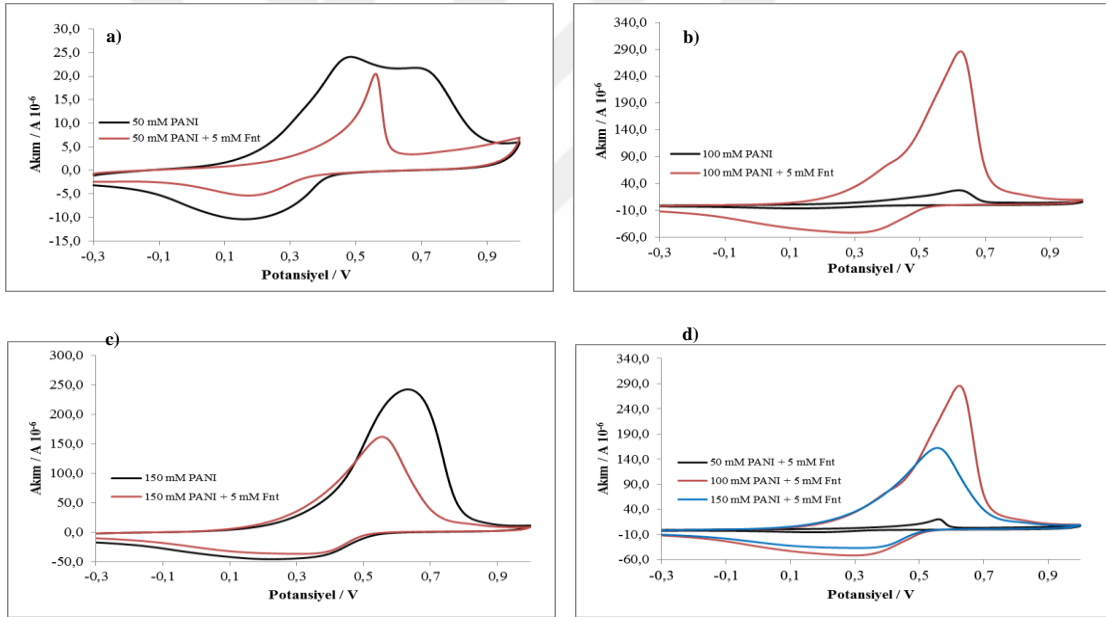 a)
30,0
25,0
20,0
15,0
10,0
5,0
0,0
-5,0
-10,0
-15,0
Akım / A 10-6
50 mM PANI
50 mM PANI + 5 mM Fnt
-0,3 -0,1 0,1 0,3 0,5 0,7 0,9
Potansiyel / V
b)
340,0
290,0
240,0
190,0
140,0
90,0
40,0
-10,0
-60,0
Akım / A 10-6
100 mM PANI
100 mM PANI + 5 mM Fnt
-0,3 -0,1 0,1 0,3 0,5 0,7 0,9
Potansiyel / V
c)
300,0
250,0
200,0
150,0
100,0
50,0
0,0
-50,0
Akım / A 10-6
150 mM PANI
150 mM PANI + 5 mM Fnt
-0,3 -0,1 0,1 0,3 0,5 0,7 0,9
Potansiyel / V
d)
340,0
290,0
240,0
190,0
140,0
90,0
40,0
-10,0
-60,0
Akım / A 10-6
50 mM PANI + 5 mM Fnt
100 mM PANI + 5 mM Fnt
150 mM PANI + 5 mM Fnt
-0,3 -0,1 0,1 0,3 0,5 0,7 0,9
Potansiyel / V